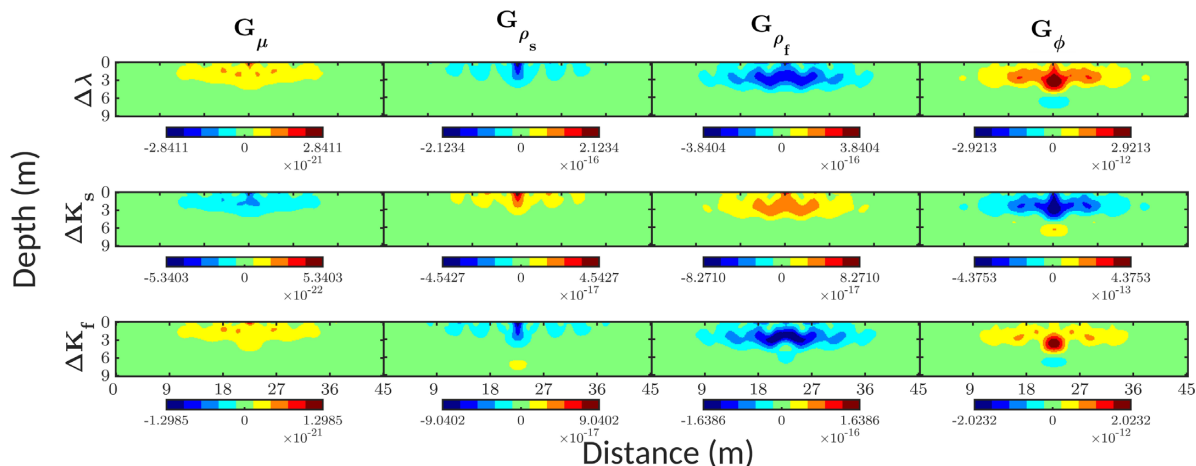 G_μ G_ρ_s G_ρ_f G_ϕ
Δλ
0
3
6
9
-2.8411 0 2.8411 -2.1234 0 2.1234 -3.8404 0 3.8404 -2.9213 0 2.9213
×10^-21 ×10^-16 ×10^-16 ×10^-12
Depth (m)
ΔK_s
0
3
6
9
-5.3403 0 5.3403 -4.5427 0 4.5427 -8.2710 0 8.2710 -4.3753 0 4.3753
×10^-22 ×10^-17 ×10^-17 ×10^-13
ΔK_f
0
3
6
9
0 9 18 27 36 45 9 18 27 36 45 9 18 27 36 45 9 18 27 36 45
-1.2985 0 1.2985 -9.0402 0 9.0402 -1.6386 0 1.6386 -2.0232 0 2.0232
×10^-21 ×10^-17 ×10^-16 ×10^-12
Distance (m)